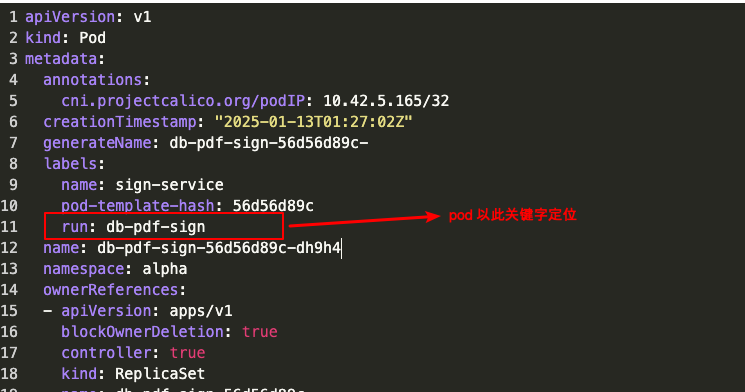 1 apiVersion: v1
2 kind: Pod
3 metadata:
4 annotations:
5 cni.projectcalico.org/podIP: 10.42.5.165/32
6 creationTimestamp: "2025-01-13T01:27:02Z"
7 generateName: db-pdf-sign-56d56d89c-
8 labels:
9 name: sign-service
10 pod-template-hash: 56d56d89c
11 run: db-pdf-sign
pod 以此关键字定位
12 name: db-pdf-sign-56d56d89c-dh9h4
13 namespace: alpha
14 ownerReferences:
15 - apiVersion: apps/v1
16 blockOwnerDeletion: true
17 controller: true
18 kind: ReplicaSet